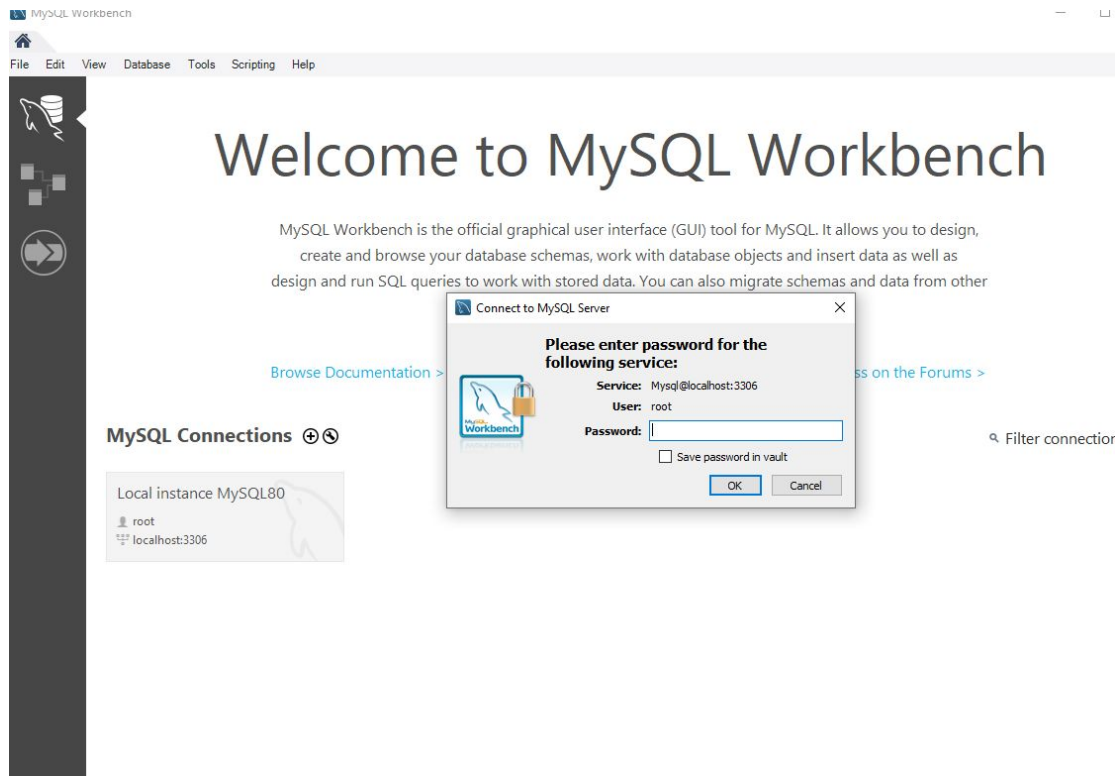 MySQL Workbench
File Edit View Database Tools Scripting Help
Welcome to MySQL Workbench
MySQL Workbench is the official graphical user interface (GUI) tool for MySQL. It allows you to design,
create and browse your database schemas, work with database objects and insert data as well as
design and run SQL queries to work with stored data. You can also migrate schemas and data from other
Connect to MySQL Server
Please enter password for the
following service:
Service: Mysql@localhost:3306
User: root
Password:
MySQL
Workbench
Save password in vault
OK Cancel
Browse Documentation >
ss on the Forums >
MySQL Connections
Filter connection
Local instance MySQL80
root
localhost:3306